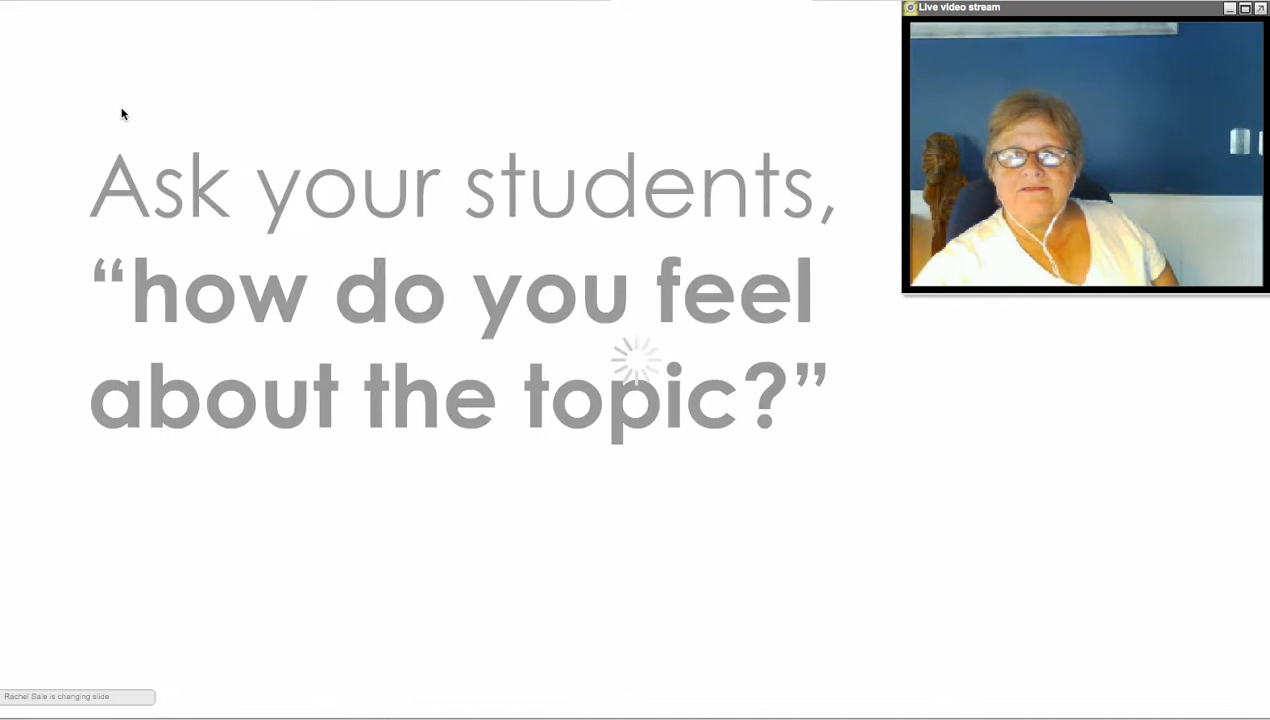 Live video stream
Ask your students,
“how do you feel
about the topic?”
Rachel Sale is changing slide